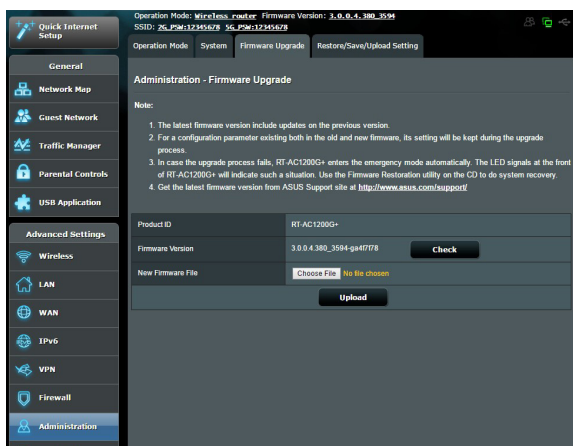 Operation Mode: Wireless router Firmware Version: 3.0.0.4.380_3594
SSID: 2G_PSW:12345678 5G_PSW:12345678
Quick Internet
Setup
Operation Mode System Firmware Upgrade Restore/Save/Upload Setting
General
Network Map
Guest Network
Traffic Manager
Parental Controls
USB Application
Advanced Settings
Wireless
LAN
WAN
IPv6
VPN
Firewall
Administration
Administration - Firmware Upgrade
Note:
1. The latest firmware version include updates on the previous version.
2. For a configuration parameter existing both in the old and new firmware, its setting will be kept during the upgrade
process.
3. In case the upgrade process fails, RT-AC1200G+ enters the emergency mode automatically. The LED signals at the front
of RT-AC1200G+ will indicate such a situation. Use the Firmware Restoration utility on the CD to do system recovery.
4. Get the latest firmware version from ASUS Support site at http://www.asus.com/support/
Product ID RT-AC1200G+
Firmware Version 3.0.0.4.380_3594-ga4f7f78 Check
New Firmware File Choose File No file chosen
Upload